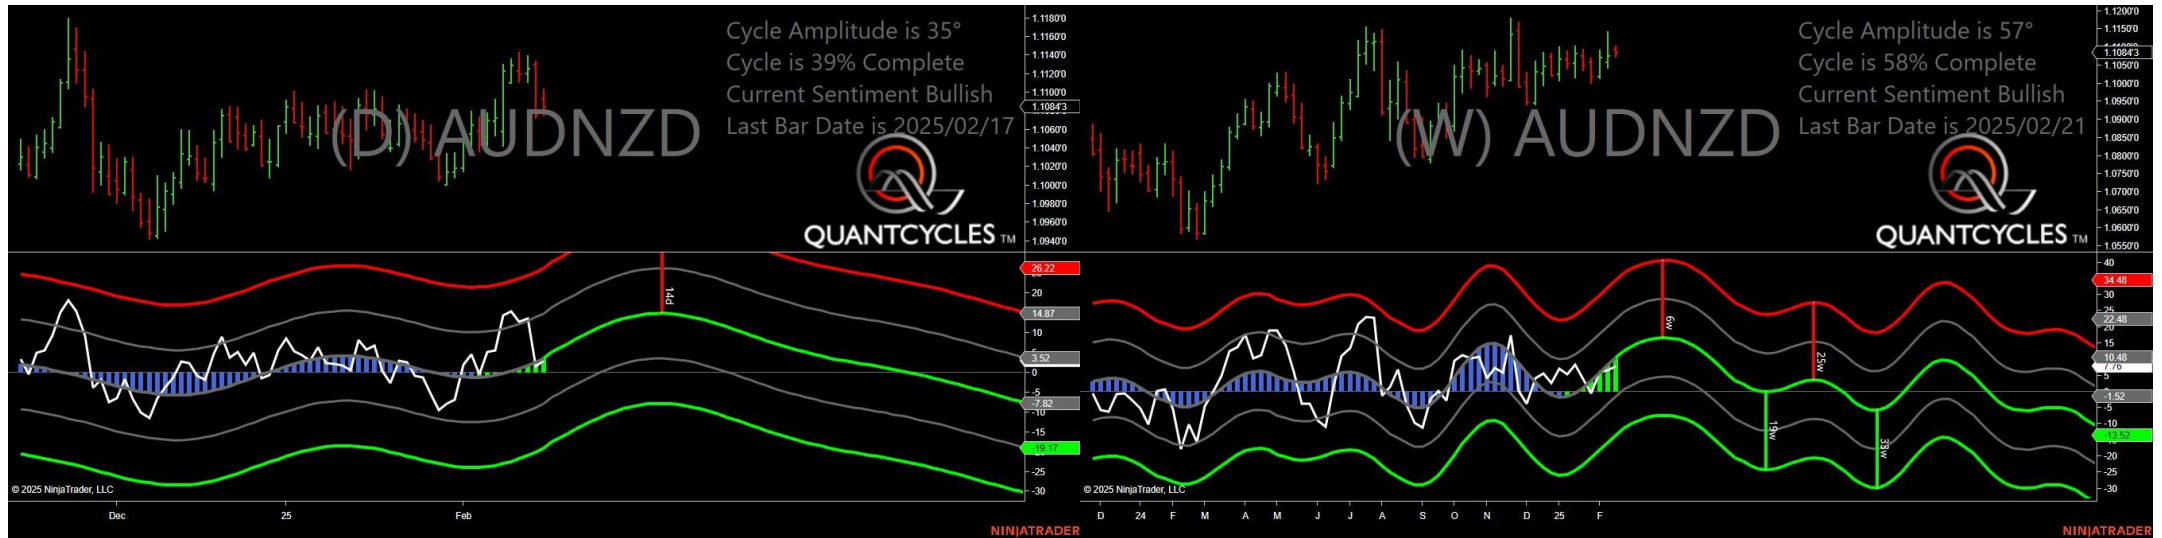 Cycle Amplitude is 35°
Cycle is 39% Complete
Current Sentiment Bullish
Last Bar Date is 2025/02/17
(D) AUDNZD
QUANTCYCLES TM
1.1180'0
1.1160'0
1.1140'0
1.1120'0
1.1084'3
1.1060'0
1.1040'0
1.1020'0
1.1000'0
1.0980'0
1.0960'0
1.0940'0
14d
26.22
20
14.87
10
3.52
0
-5
-7.82
-10
-15
-19.17
-25
-30
© 2025 NinjaTrader, LLC
Dec
25
Feb
NINJATRADER
Cycle Amplitude is 57°
Cycle is 58% Complete
Current Sentiment Bullish
Last Bar Date is 2025/02/21
(W) AUDNZD
QUANTCYCLES TM
1.1200'0
1.1150'0
1.1084'3
1.1050'0
1.1000'0
1.0950'0
1.0900'0
1.0850'0
1.0800'0
1.0750'0
1.0700'0
1.0650'0
1.0600'0
1.0550'0
6w
25w
19w
33w
40
34.48
30
25
22.48
20
15
10.48
7.76
5
-1.52
-5
-10
-13.52
-20
-25
-30
© 2025 NinjaTrader, LLC
D 24 F M A M J J A S O N D 25 F
NINJATRADER